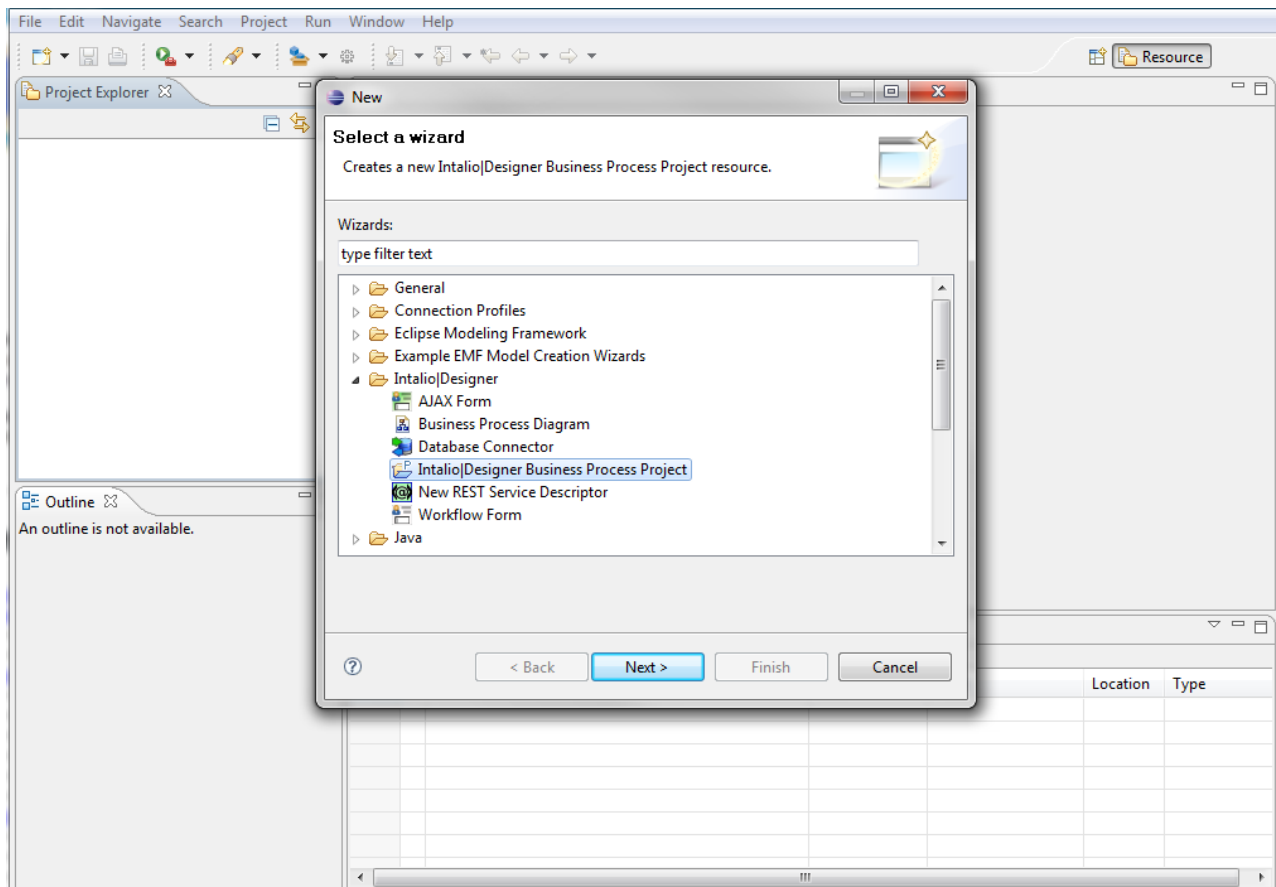 File Edit Navigate Search Project Run Window Help
Resource
Project Explorer
New
Select a wizard
Creates a new Intalio|Designer Business Process Project resource.
Wizards:
type filter text
General
Connection Profiles
Eclipse Modeling Framework
Example EMF Model Creation Wizards
Intalio|Designer
AJAX Form
Business Process Diagram
Database Connector
Intalio|Designer Business Process Project
New REST Service Descriptor
Workflow Form
Java
Outline
An outline is not available.
< Back Next > Finish Cancel
Location Type